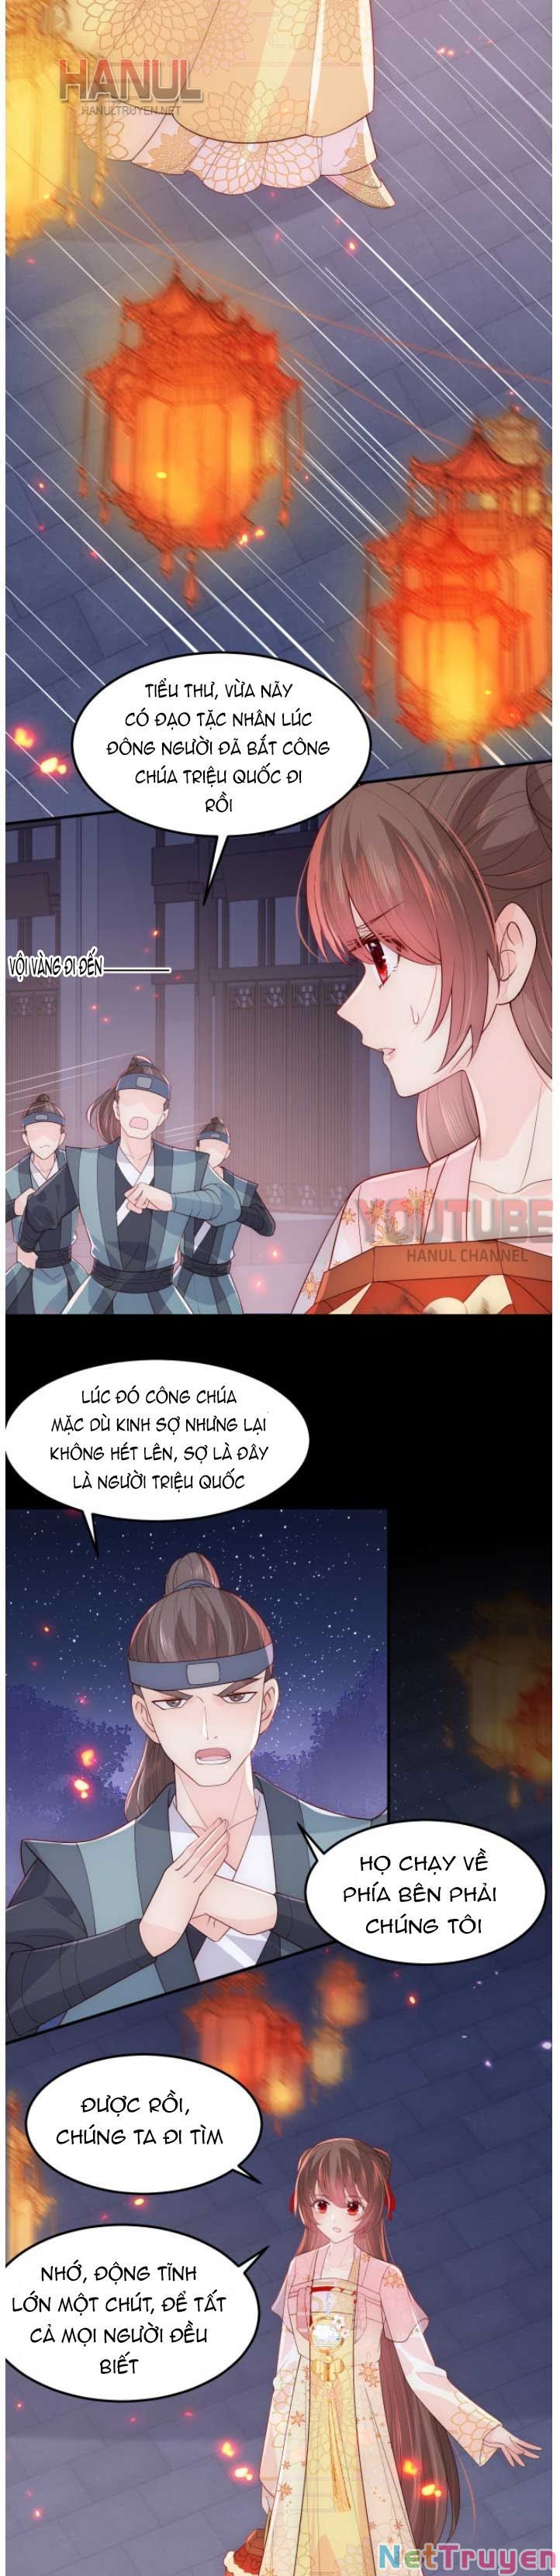 HANUL
HANULTRUYEN.NET
TIỂU THƯ, VỪA NÃY
CÓ ĐẠO TẶC NHÂN LÚC
ĐÔNG NGƯỜI ĐÃ BẮT CÔNG
CHÚA TRIỆU QUỐC ĐI
RỒI
VỘI VÀNG ĐI ĐẾN
YOUTUBE
HANUL CHANNEL
LÚC ĐÓ CÔNG CHÚA
MẶC DÙ KINH SỢ NHƯNG LẠI
KHÔNG HÉT LÊN, SỢ LÀ ĐÂY
LÀ NGƯỜI TRIỆU QUỐC
HỌ CHẠY VỀ
PHÍA BÊN PHẢI
CHÚNG TÔI
ĐƯỢC RỒI,
CHÚNG TA ĐI TÌM
NHỚ, ĐỘNG TĨNH
LỚN MỘT CHÚT, ĐỂ TẤT
CẢ MỌI NGƯỜI ĐỀU
BIẾT
NetTruyen